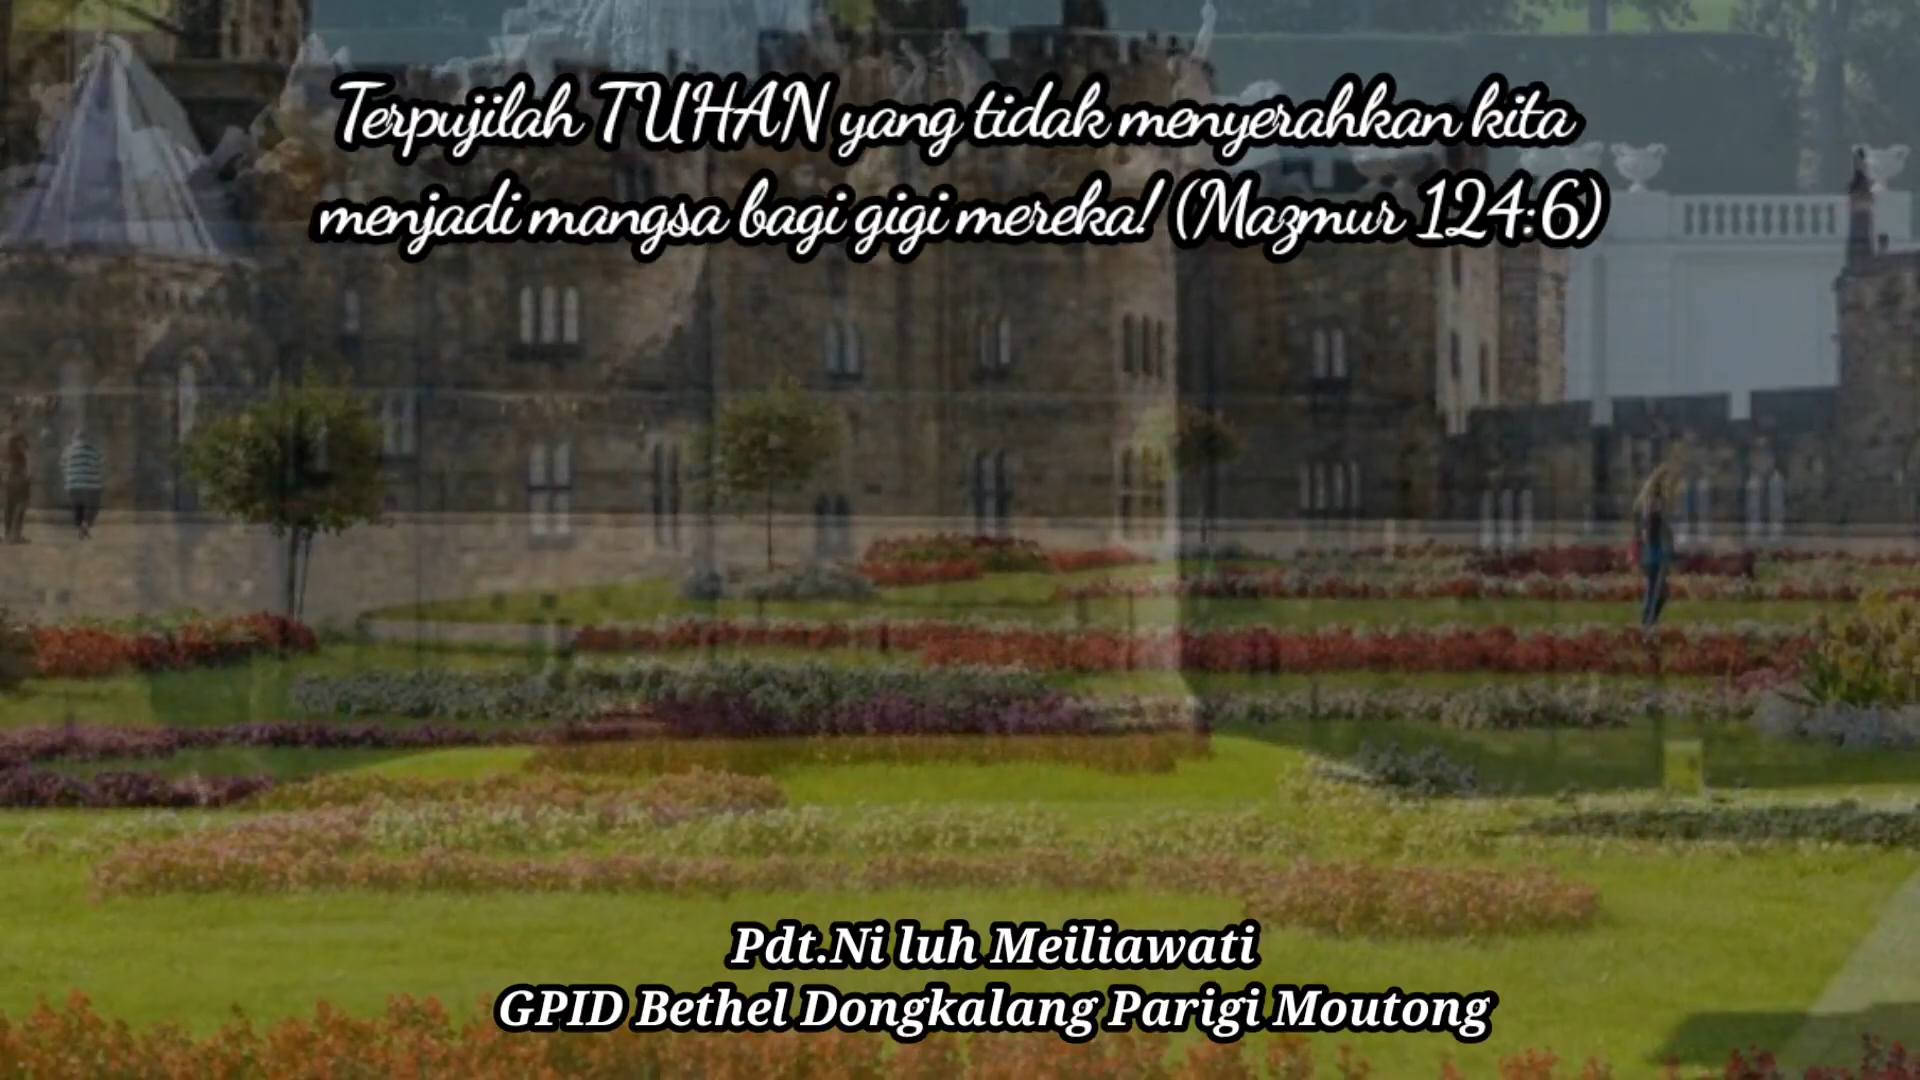 Terpujilah TUHAN yang tidak menyerahkan kita
menjadi mangsa bagi gigi mereka! (Mazmur 124:6)
Pdt.Ni luh Meiliawati
GPID Bethel Dongkalang Parigi Moutong